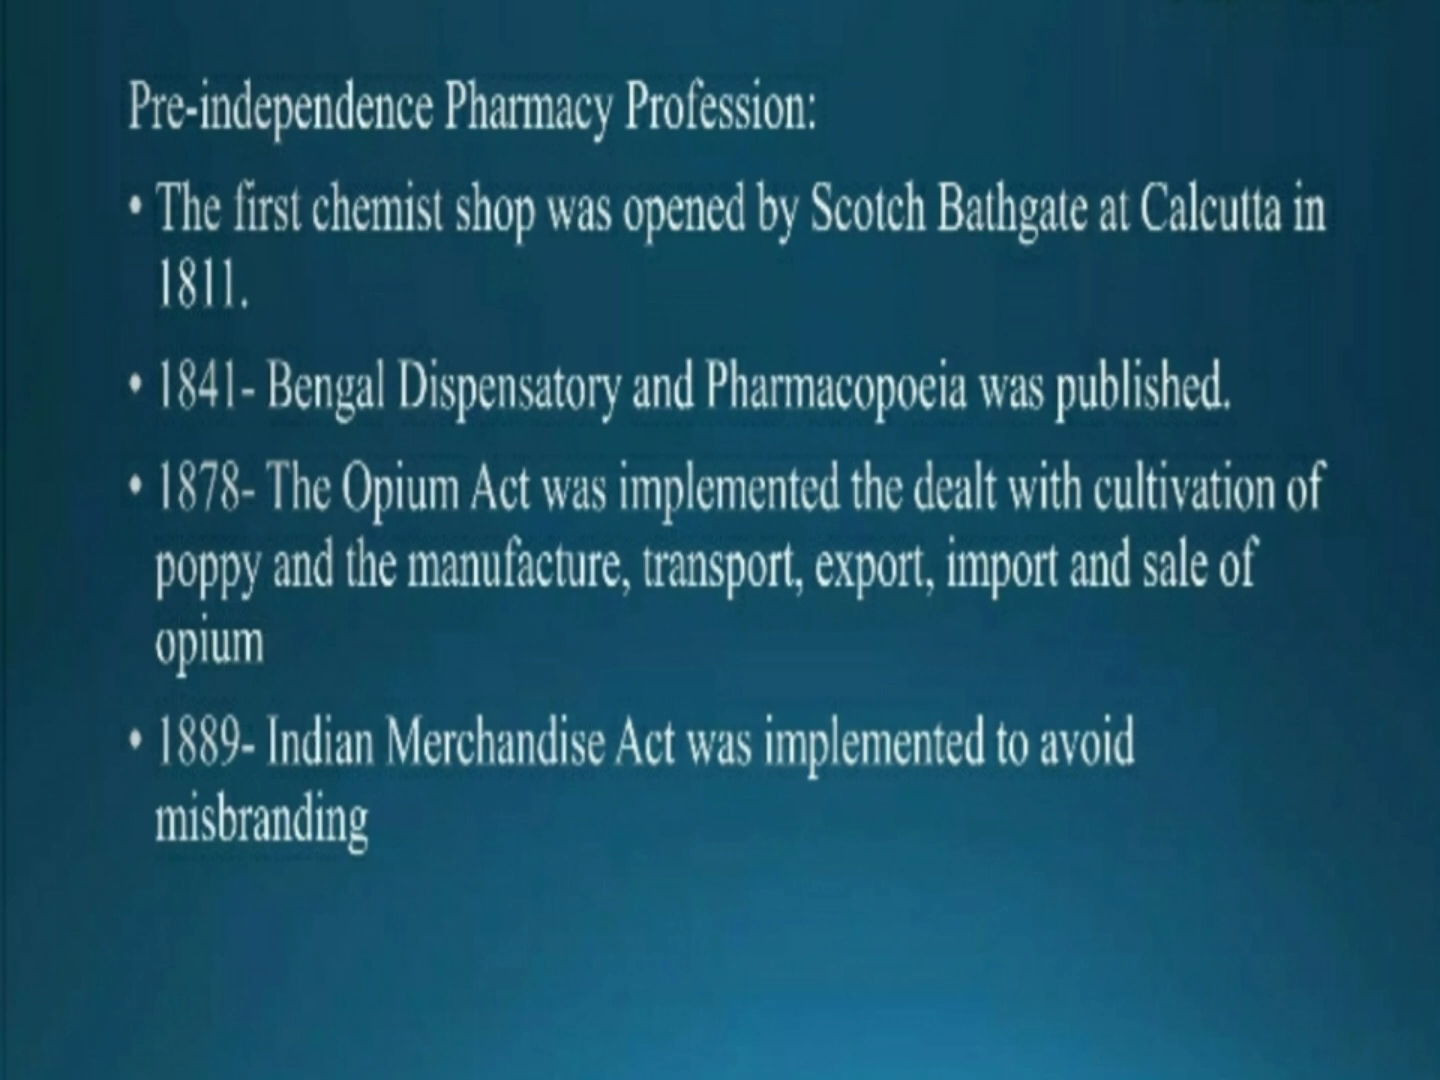 Pre-independence Pharmacy Profession:
• The first chemist shop was opened by Scotch Bathgate at Calcutta in
1811.
• 1841- Bengal Dispensatory and Pharmacopoeia was published.
• 1878- The Opium Act was implemented the dealt with cultivation of
poppy and the manufacture, transport, export, import and sale of
opium
• 1889- Indian Merchandise Act was implemented to avoid
misbranding